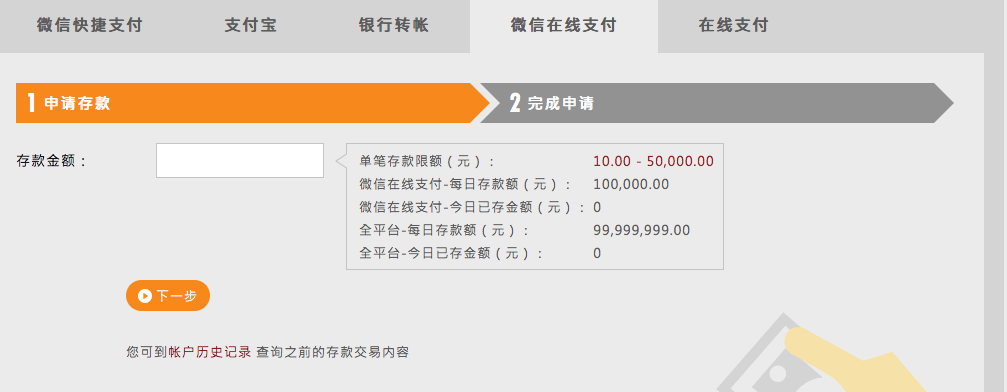 微信快捷支付 支付宝 银行转帐 微信在线支付 在线支付
1 申请存款 2 完成申请
存款金额：
单笔存款限额（元）： 10.00 - 50,000.00
微信在线支付-每日存款额（元）： 100,000.00
微信在线支付-今日已存金额（元）： 0
全平台-每日存款额（元）： 99,999,999.00
全平台-今日已存金额（元）： 0
下一步
您可到帐户历史记录 查询之前的存款交易内容